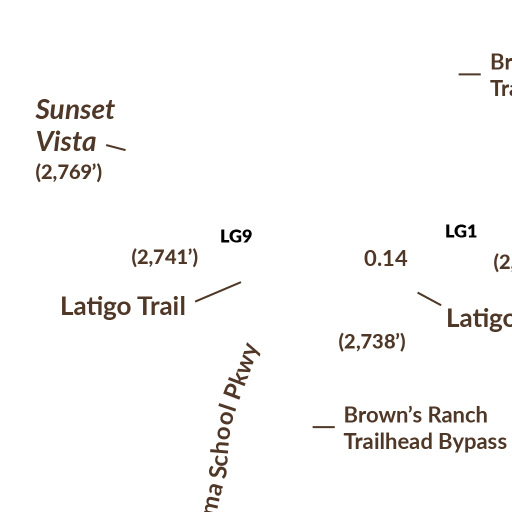 Br
Tra
Sunset
Vista
(2,769’)
LG9
LG1
(2,741’)
0.14
(2,
Latigo Trail
Latigo
(2,738’)
ma School Pkwy
Brown’s Ranch
Trailhead Bypass